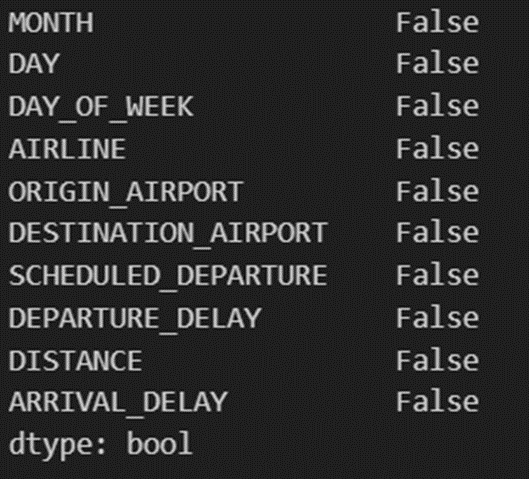 MONTH False
DAY False
DAY_OF_WEEK False
AIRLINE False
ORIGIN_AIRPORT False
DESTINATION_AIRPORT False
SCHEDULED_DEPARTURE False
DEPARTURE_DELAY False
DISTANCE False
ARRIVAL_DELAY False
dtype: bool